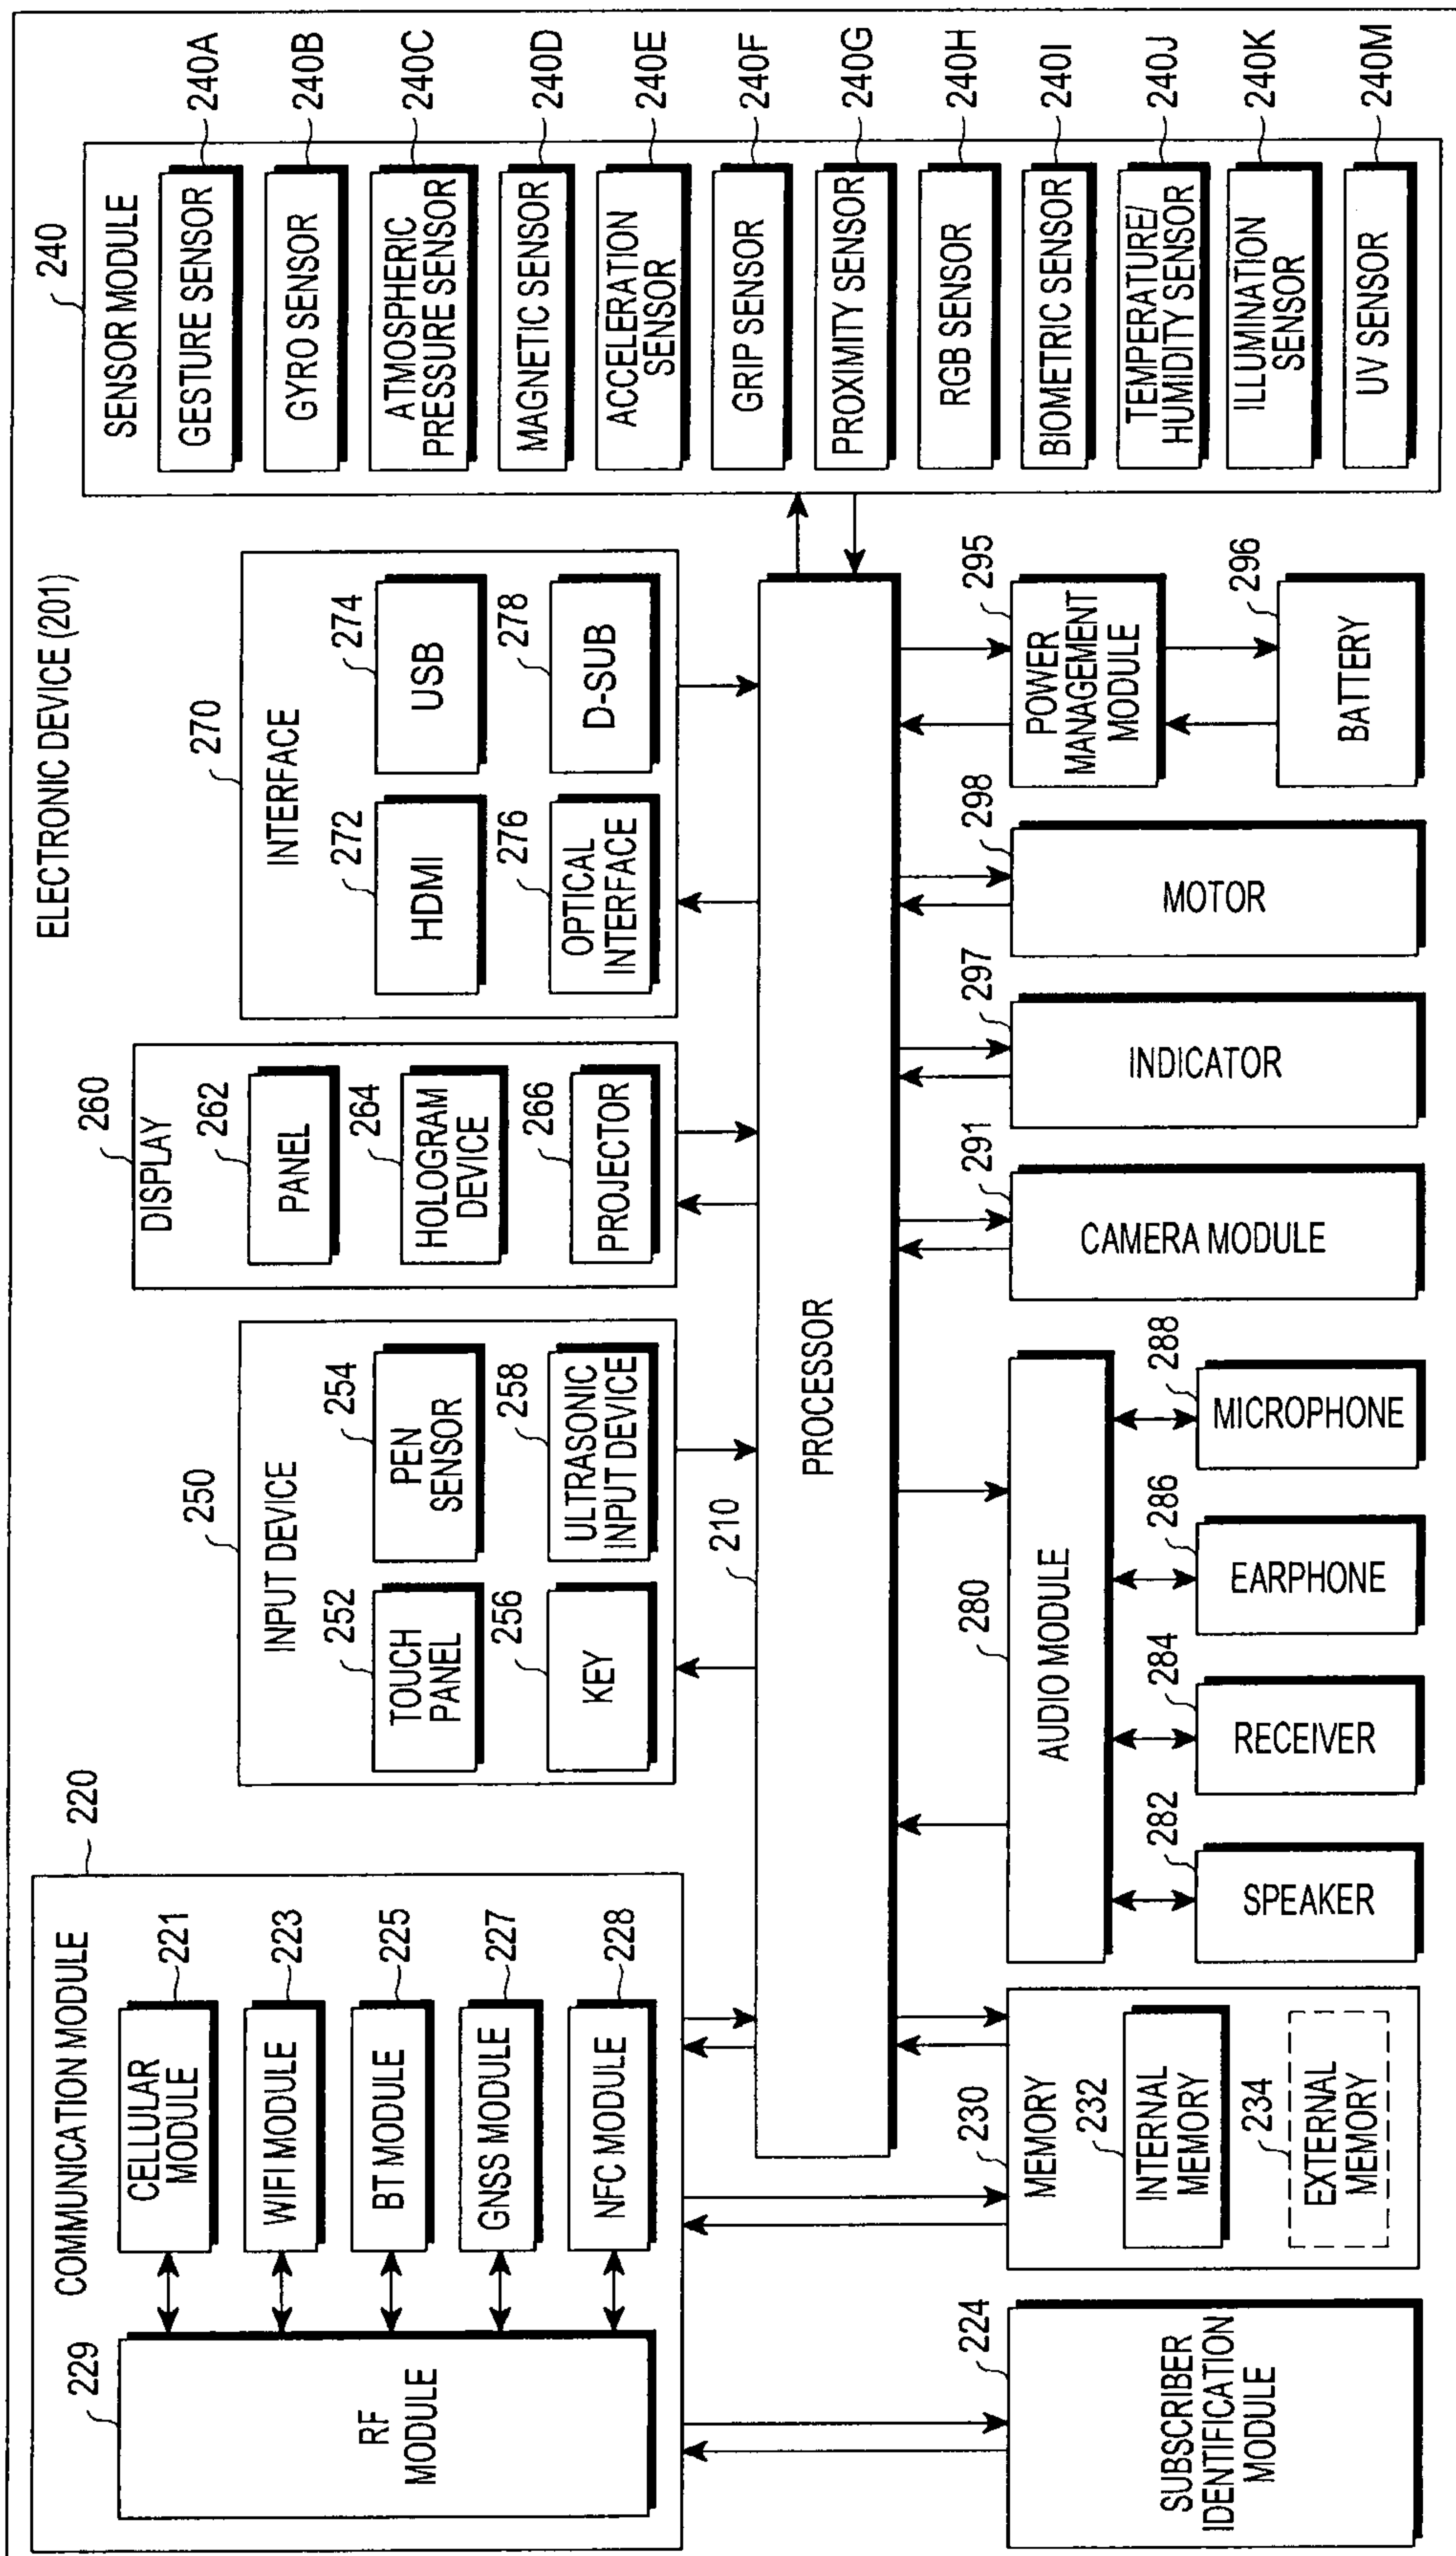 ELECTRONIC DEVICE (201)
COMMUNICATION MODULE
220
229
RF
MODULE
CELLULAR
MODULE
221
WIFI MODULE
223
BT MODULE
225
GNSS MODULE
227
NFC MODULE
228
250
INPUT DEVICE
252
TOUCH
PANEL
254
PEN
SENSOR
256
KEY
258
ULTRASONIC
INPUT DEVICE
260
DISPLAY
262
PANEL
264
HOLOGRAM
DEVICE
266
PROJECTOR
270
INTERFACE
272
HDMI
274
USB
276
OPTICAL
INTERFACE
278
D-SUB
240
SENSOR MODULE
GESTURE SENSOR
240A
GYRO SENSOR
240B
ATMOSPHERIC
PRESSURE SENSOR
240C
MAGNETIC SENSOR
240D
ACCELERATION
SENSOR
240E
GRIP SENSOR
240F
PROXIMITY SENSOR
240G
RGB SENSOR
240H
BIOMETRIC SENSOR
240I
TEMPERATURE/
HUMIDITY SENSOR
240J
ILLUMINATION
SENSOR
240K
UV SENSOR
240M
210
PROCESSOR
224
SUBSCRIBER
IDENTIFICATION
MODULE
230
MEMORY
232
INTERNAL
MEMORY
234
EXTERNAL
MEMORY
280
AUDIO MODULE
282
SPEAKER
284
RECEIVER
286
EARPHONE
288
MICROPHONE
291
CAMERA MODULE
297
INDICATOR
298
MOTOR
295
POWER
MANAGEMENT
MODULE
296
BATTERY